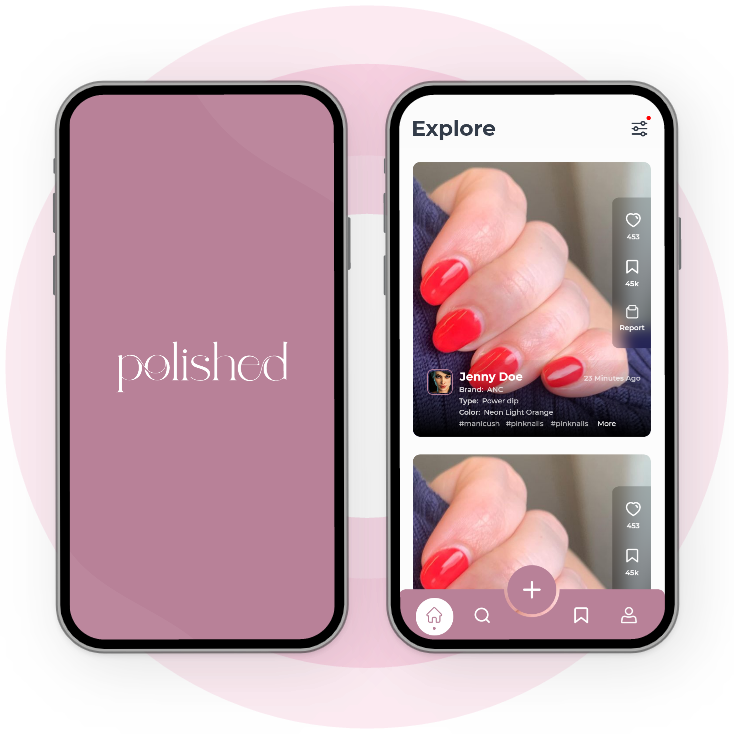 polished
Explore
453
45k
Report
Jenny Doe
23 Minutes Ago
Brand: ANC
Type: Power dip
Color: Neon Light Orange
#manicush #pinknails #pinknails More
453
45k